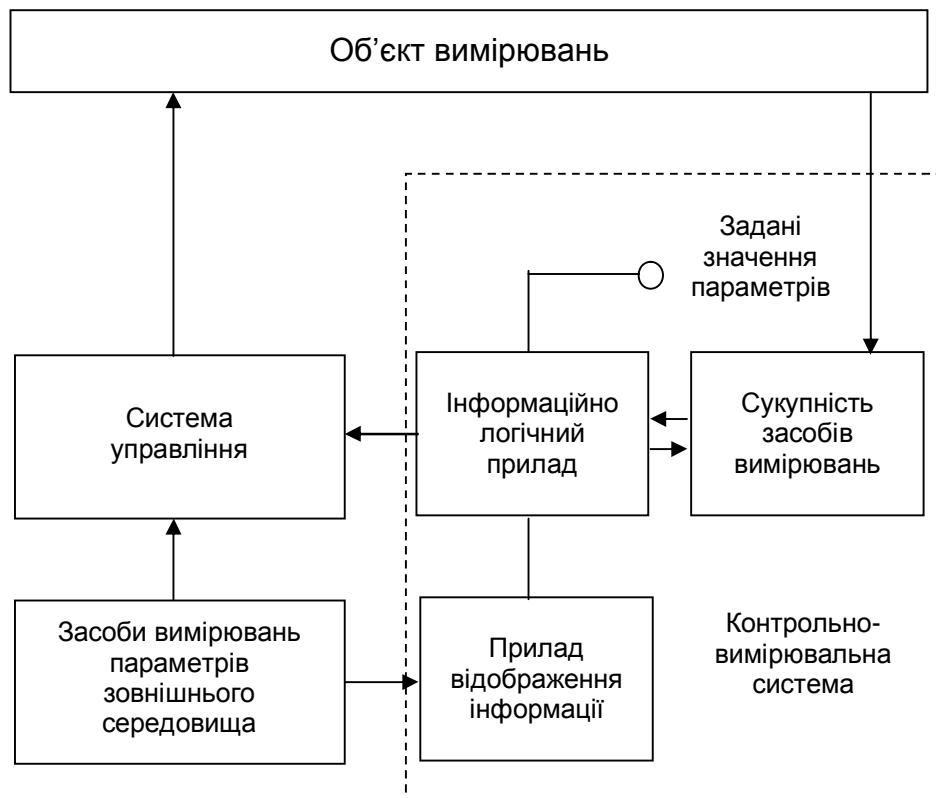 Об’єкт вимірювань
Задані
значення
параметрів
Система
управління
Інформаційно
логічний
прилад
Сукупність
засобів
вимірювань
Засоби вимірювань
параметрів
зовнішнього
середовища
Прилад
відображення
інформації
Контрольно-
вимірювальна
система